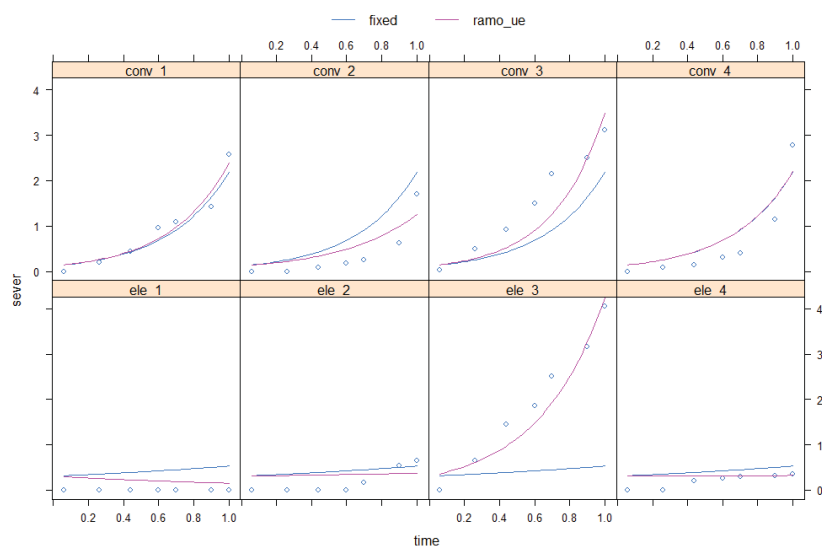 fixed ramo_ue
0.2 0.4 0.6 0.8 1.0 0.2 0.4 0.6 0.8 1.0
conv_1 conv_2 conv_3 conv_4
4
3
2
1
0
sever
ele_1 ele_2 ele_3 ele_4
4
3
2
1
0
0.2 0.4 0.6 0.8 1.0 0.2 0.4 0.6 0.8 1.0
time